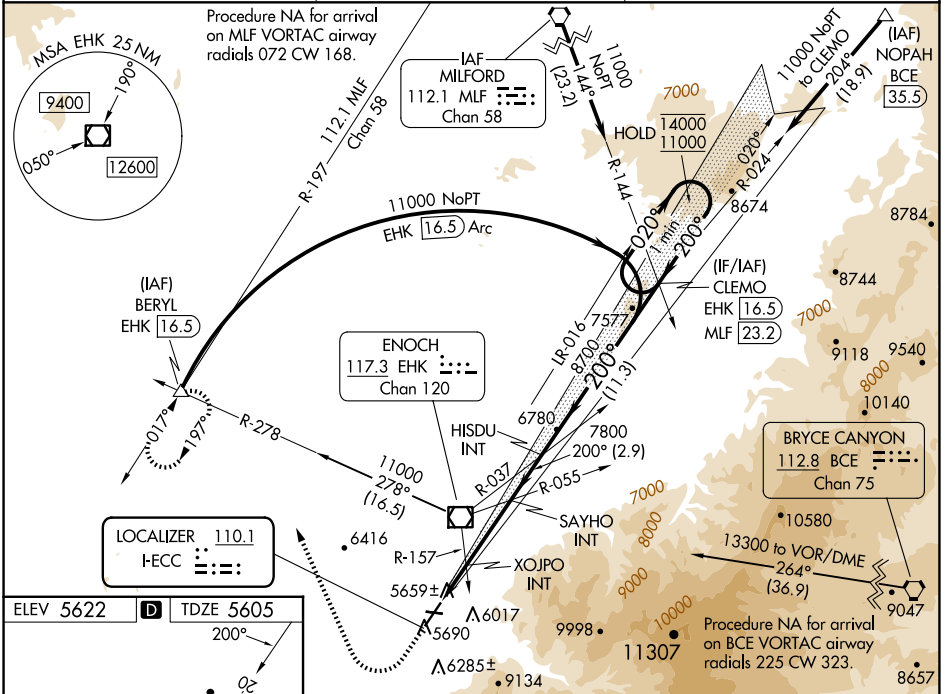 Procedure NA for arrival
on MLF VORTAC airway
radials 072 CW 168.
MSA EHK 25 NM
190°
9400
050°
12600
112.1 MLF
Chan 58
R-197
IAF
MILFORD
112.1 MLF
Chan 58
11000
NoPT
144°
(23.2)
R-144
7000
HOLD
14000
11000
11000 NoPT
to CLEMO
204°
(18.9)
(IAF)
NOPAH
BCE
35.5
020°
R-024
8674
8784
11000 NoPT
EHK 16.5 Arc
020°
1 min
200°
(IF/IAF)
CLEMO
EHK 16.5
MLF 23.2
8744
7000
9118
9540
8000
10140
(IAF)
BERYL
EHK 16.5
7577
LR-016
8700
200°
(11.3)
ENOCH
117.3 EHK
Chan 120
017°
197°
R-278
11000
278°
(16.5)
6780
HISDU
INT
7800
200° (2.9)
R-037
R-055
SAYHO
INT
7000
8000
9000
10000
BRYCE CANYON
112.8 BCE
Chan 75
10580
LOCALIZER 110.1
I-ECC
6416
R-157
XOJPO
INT
13300 to VOR/DME
264°
(36.9)
9047
5659±
5690
6017
6285±
9134
9998
11307
Procedure NA for arrival
on BCE VORTAC airway
radials 225 CW 323.
8657
ELEV 5622
D
TDZE 5605
200°
20